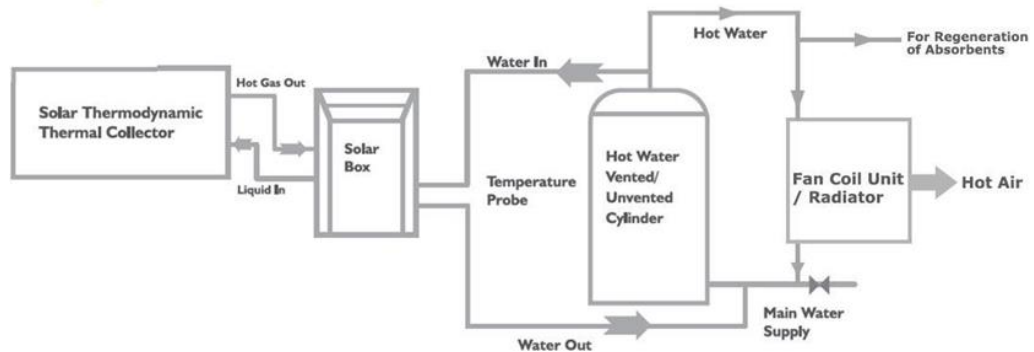 Solar Thermodynamic
Thermal Collector
Hot Gas Out
Liquid In
Solar
Box
Water In
Temperature
Probe
Water Out
Hot Water
Vented/
Unvented
Cylinder
Hot Water
For Regeneration
of Absorbents
Fan Coil Unit
/ Radiator
Hot Air
Main Water
Supply